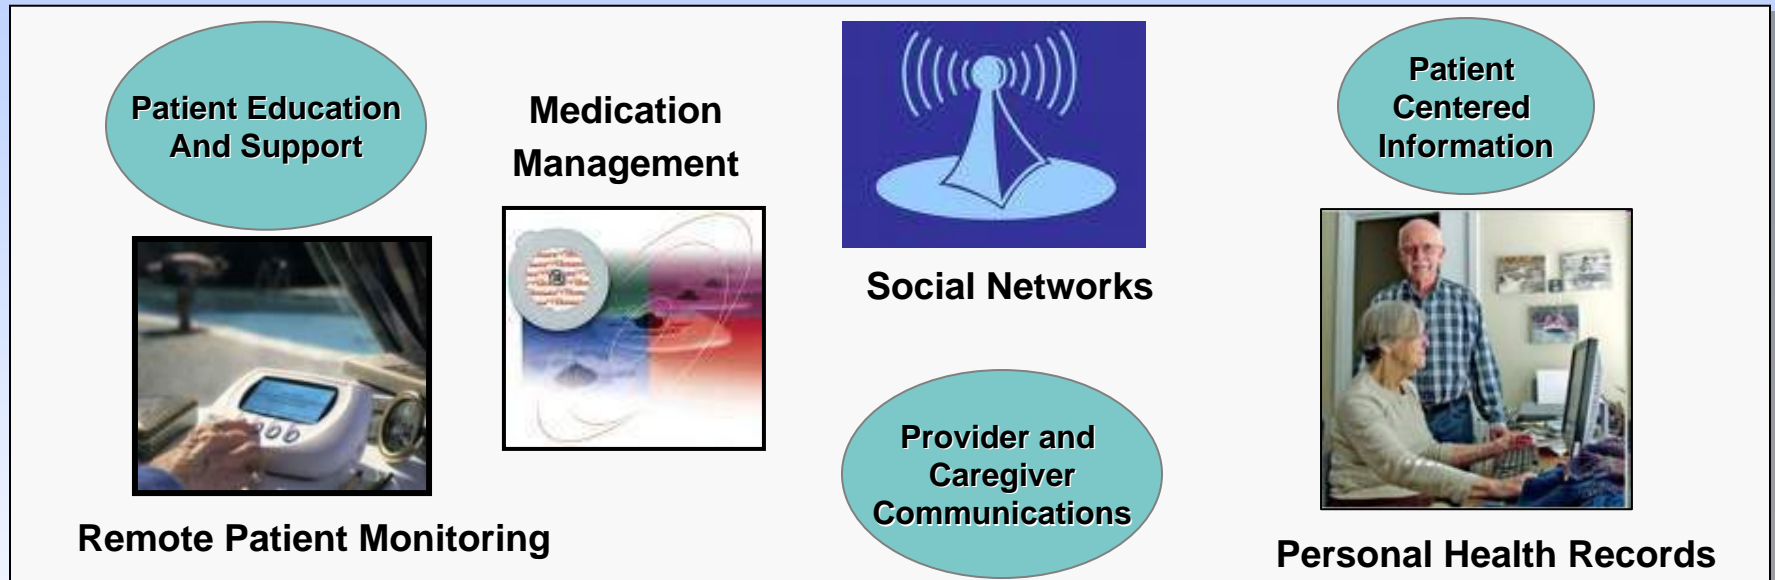 Patient Education
And Support
Medication
Management
Social Networks
Patient
Centered
Information
Provider and
Caregiver
Communications
Remote Patient Monitoring
Personal Health Records